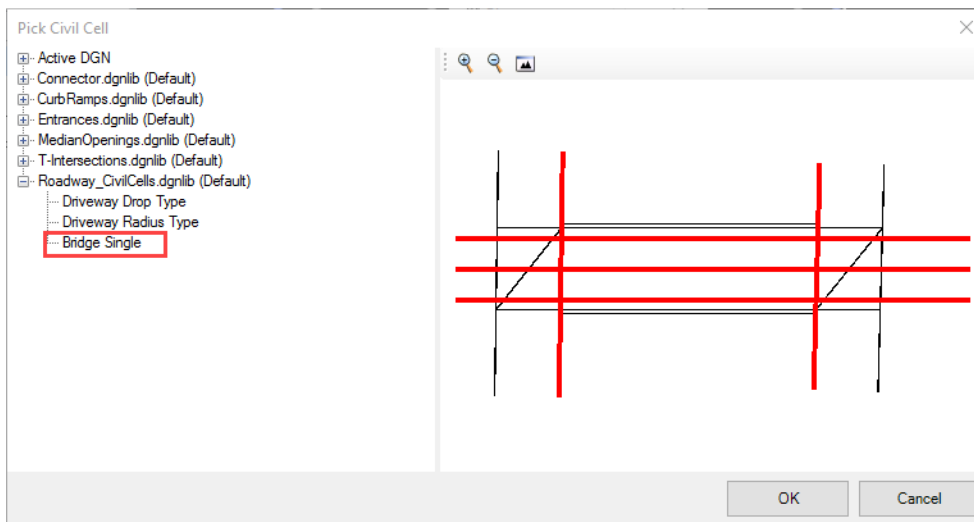 Pick Civil Cell
Active DGN
Connector.dgnlib (Default)
CurbRamps.dgnlib (Default)
Entrances.dgnlib (Default)
MedianOpenings.dgnlib (Default)
T-Intersections.dgnlib (Default)
Roadway_CivilCells.dgnlib (Default)
Driveway Drop Type
Driveway Radius Type
Bridge Single
OK Cancel